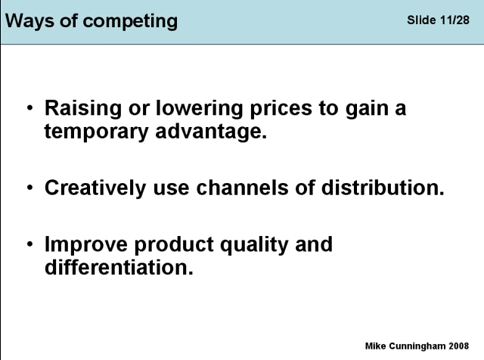 Ways of competing
Slide 11/28
• Raising or lowering prices to gain a
temporary advantage.
• Creatively use channels of distribution.
• Improve product quality and
differentiation.
Mike Cunningham 2008